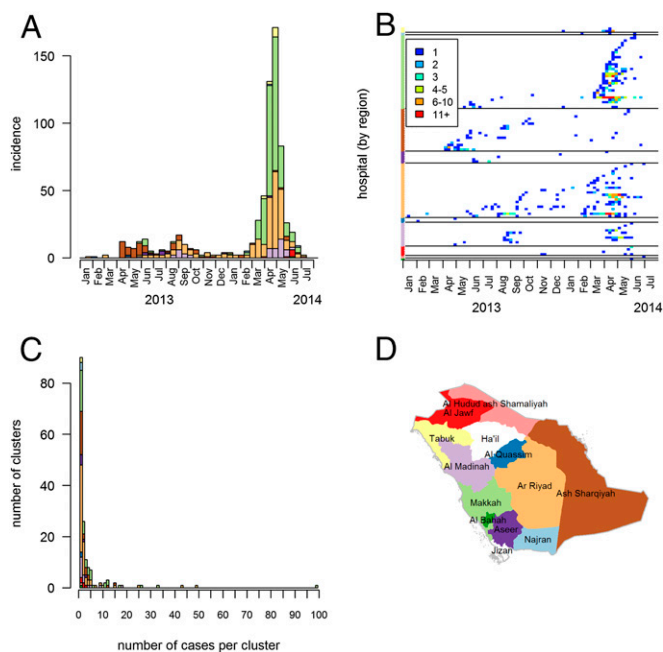 A
incidence
150
100
50
0
Jan
Feb
Mar
Apr
May
Jun
Jul
Aug
Sep
Oct
Nov
Dec
Jan
Feb
Mar
Apr
May
Jun
Jul
2013
2014
B
hospital (by region)
1
2
3
4-5
6-10
11+
Jan
Feb
Mar
Apr
May
Jun
Jul
Aug
Sep
Oct
Nov
Dec
Jan
Feb
Mar
Apr
May
Jun
Jul
2013
2014
C
number of clusters
80
60
40
20
0
0 10 20 30 40 50 60 70 80 90 100
number of cases per cluster
D
Al Hudud ash Shamaliyah
Al Jawf
Tabuk
Ha'il
Al Quassim
Al Madinah
Ar Riyad
Ash Sharqiyah
Makkah
Al Bahah
Aseer
Najran
Jizan